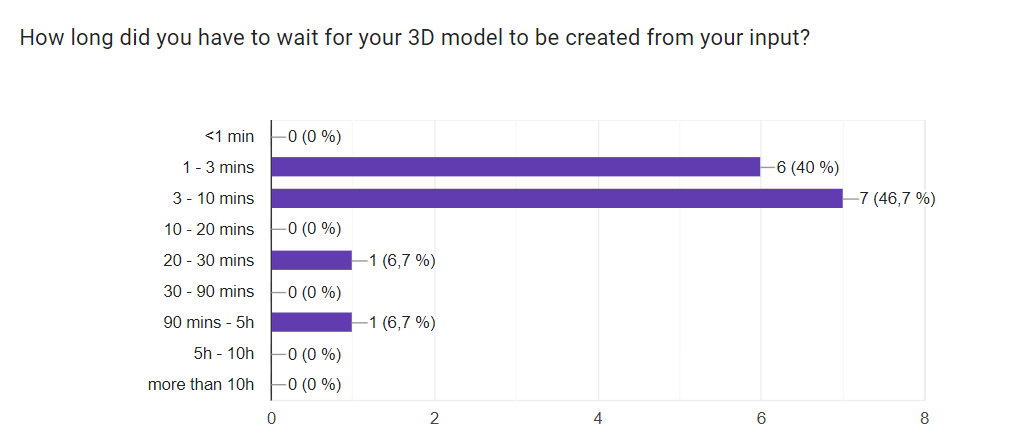 How long did you have to wait for your 3D model to be created from your input?
<1 min 0 (0 %)
1 - 3 mins 6 (40 %)
3 - 10 mins 7 (46,7 %)
10 - 20 mins 0 (0 %)
20 - 30 mins 1 (6,7 %)
30 - 90 mins 0 (0 %)
90 mins - 5h 1 (6,7 %)
5h - 10h 0 (0 %)
more than 10h 0 (0 %)
0 2 4 6 8